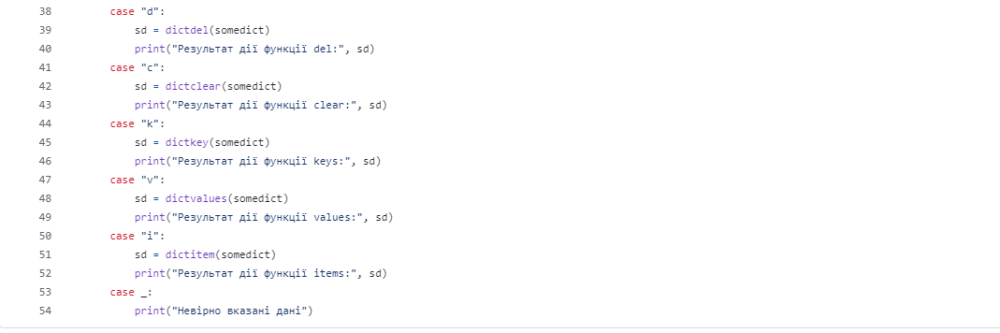 38 case "d":
39 sd = dictdel(somedict)
40 print("Результат дії функції del:", sd)
41 case "c":
42 sd = dictclear(somedict)
43 print("Результат дії функції clear:", sd)
44 case "k":
45 sd = dictkey(somedict)
46 print("Результат дії функції keys:", sd)
47 case "v":
48 sd = dictvalues(somedict)
49 print("Результат дії функції values:", sd)
50 case "i":
51 sd = dictitem(somedict)
52 print("Результат дії функції items:", sd)
53 case _:
54 print("Невірно вказані дані")